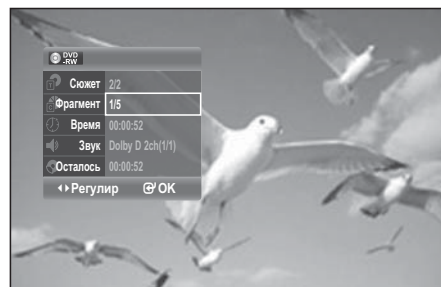 DVD
-RW
Сюжет 2/2
Фрагмент 1/5
Время 00:00:52
Звук Dolby D 2ch(1/1)
Осталось 00:00:52
Регулир OK